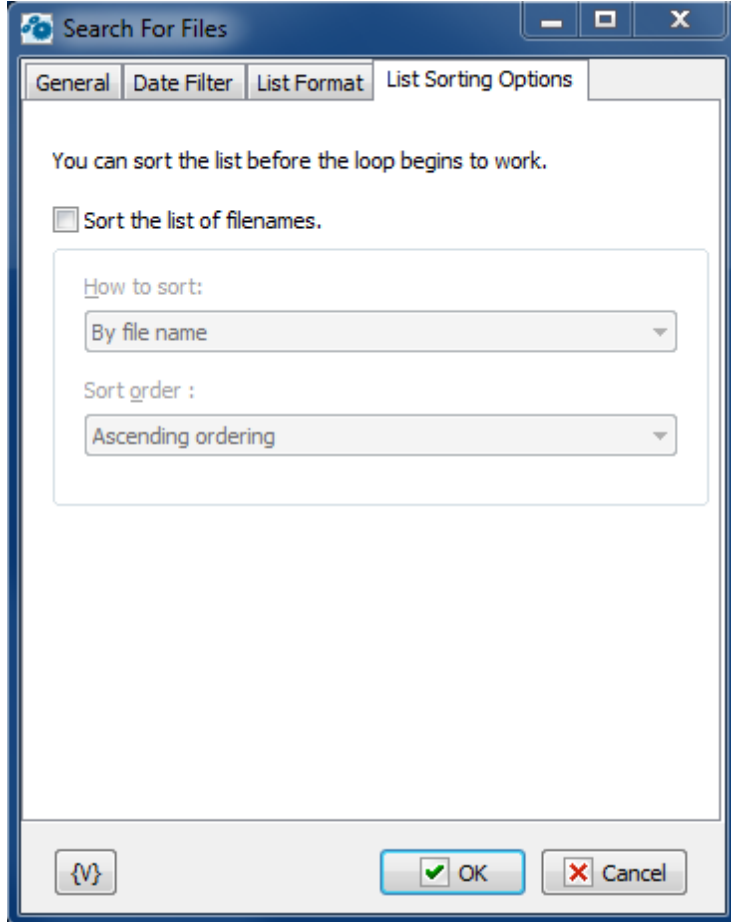 Search For Files
General Date Filter List Format List Sorting Options
You can sort the list before the loop begins to work.
Sort the list of filenames.
How to sort:
By file name
Sort order :
Ascending ordering
{V} OK Cancel